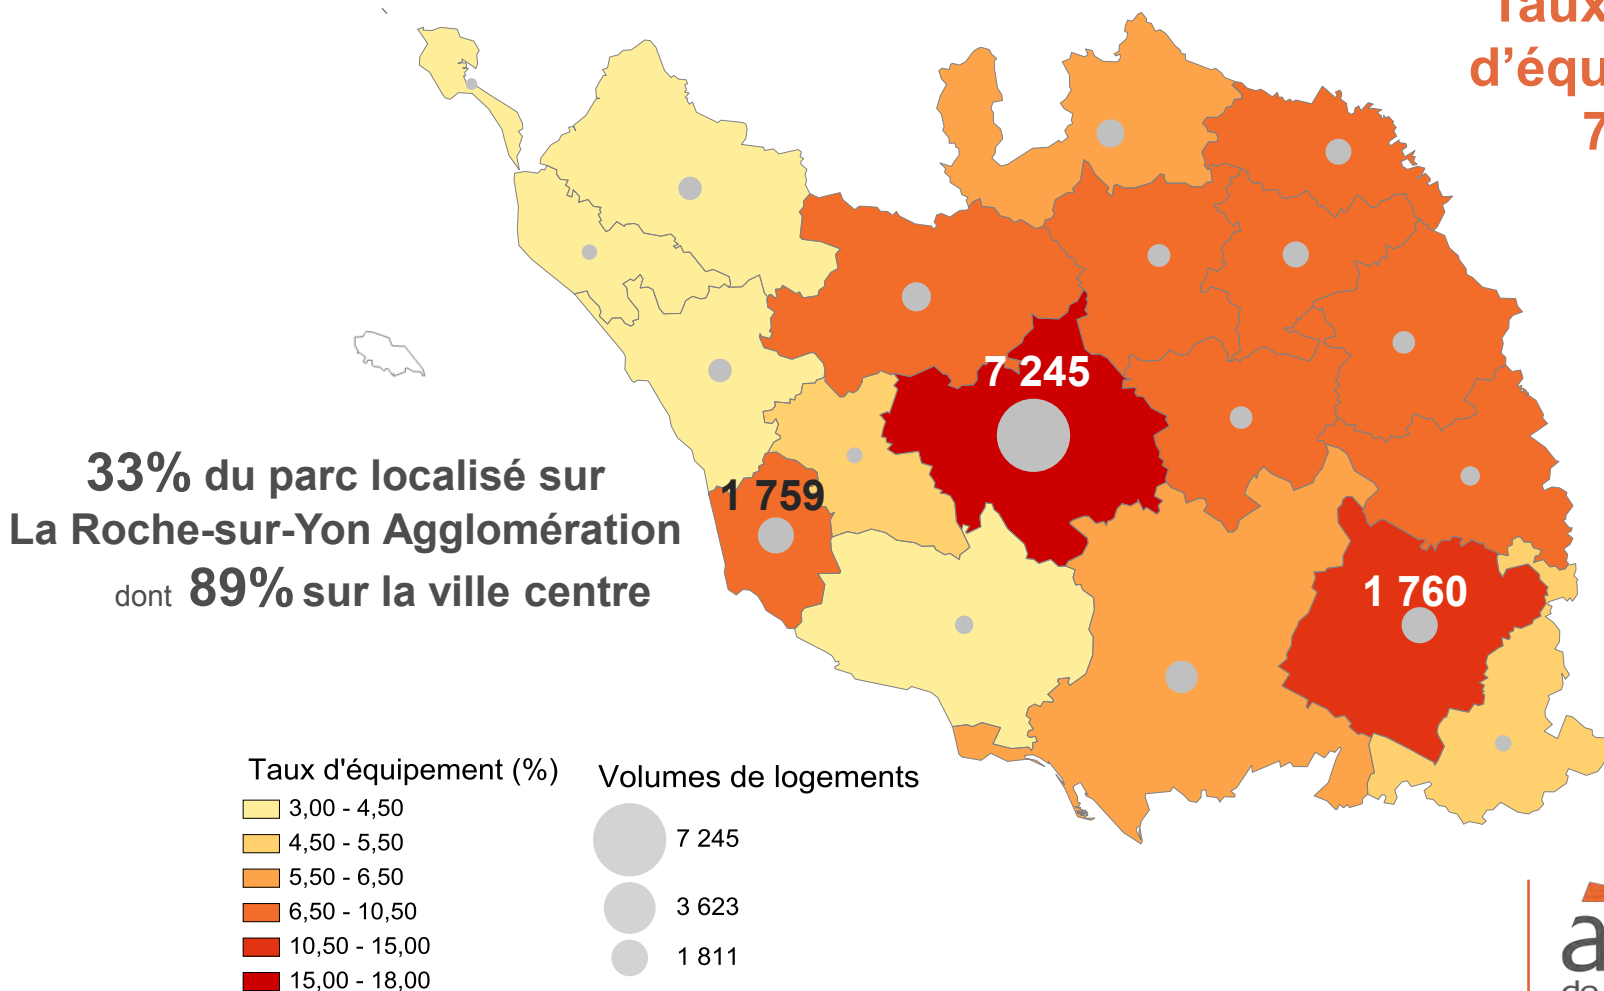 Taux
d’équ
7
7 245
33% du parc localisé sur
La Roche-sur-Yon Agglomération
dont 89% sur la ville centre
1 759
1 760
Taux d'équipement (%)
3,00 - 4,50
4,50 - 5,50
5,50 - 6,50
6,50 - 10,50
10,50 - 15,00
15,00 - 18,00
Volumes de logements
7 245
3 623
1 811
a